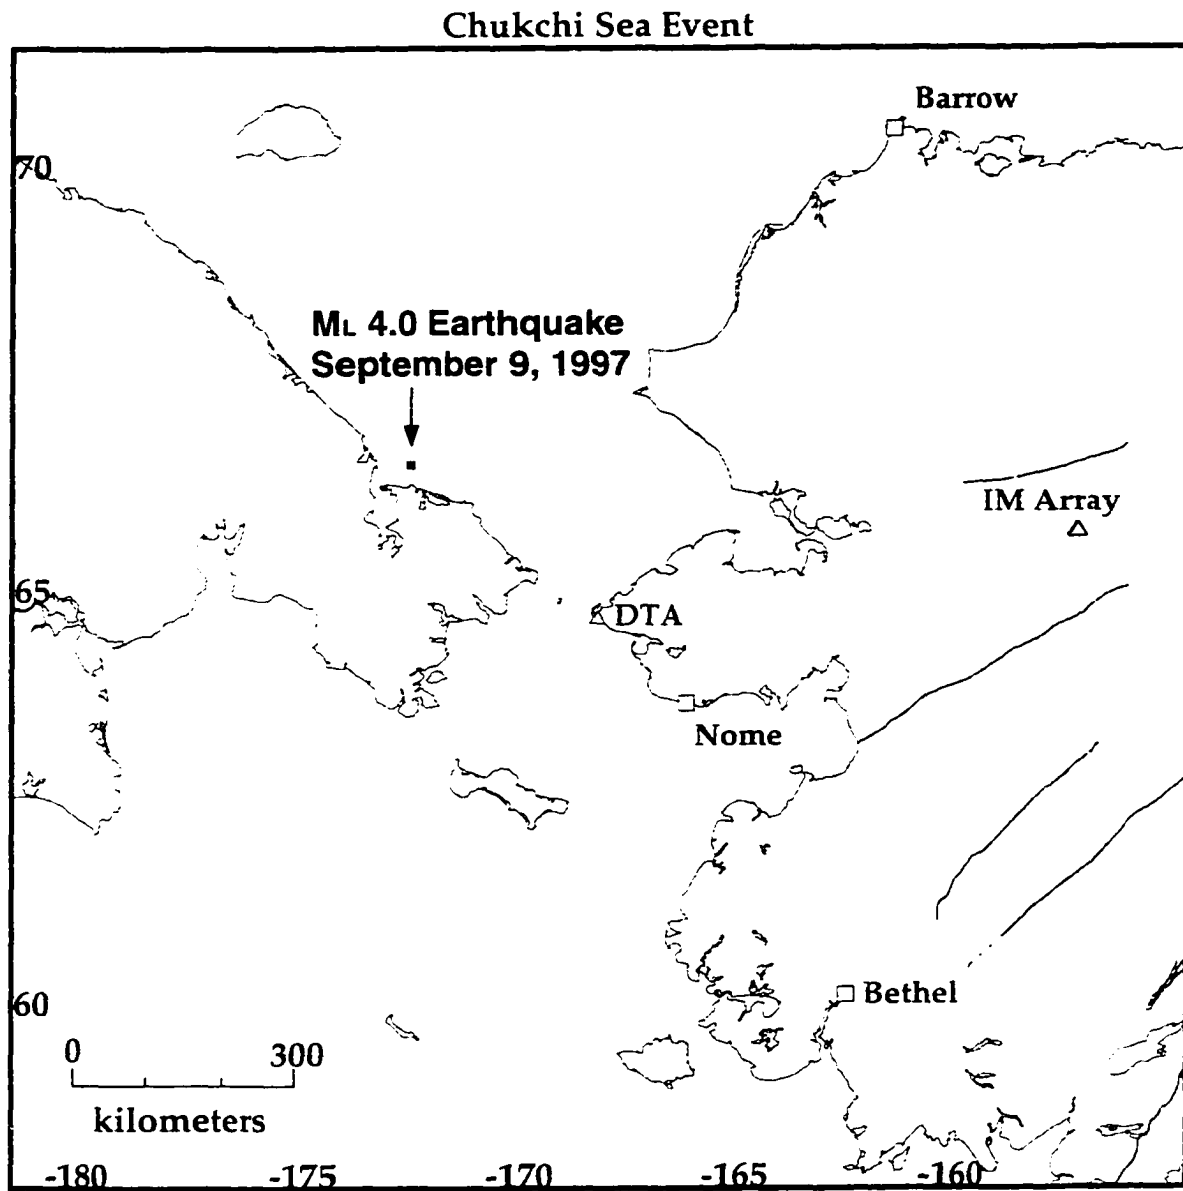 Chukchi Sea Event
Barrow
70
ML 4.0 Earthquake
September 9, 1997
IM Array
65
DTA
Nome
Bethel
60
0 300
kilometers
-180 -175 -170 -165 -160